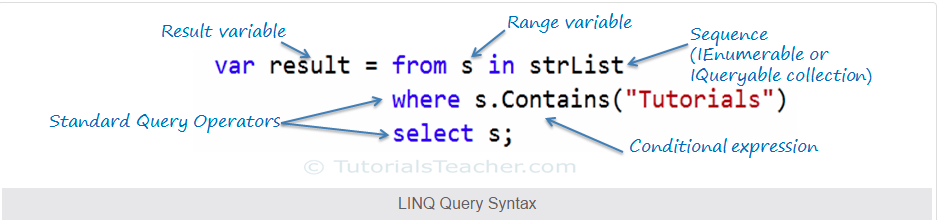 Result variable
Range variable
Sequence
(IEnumerable or
IQueryable collection)
var result = from s in strList
where s.Contains("Tutorials")
Standard Query Operators
select s;
Conditional expression
© TutorialsTeacher.com
LINQ Query Syntax